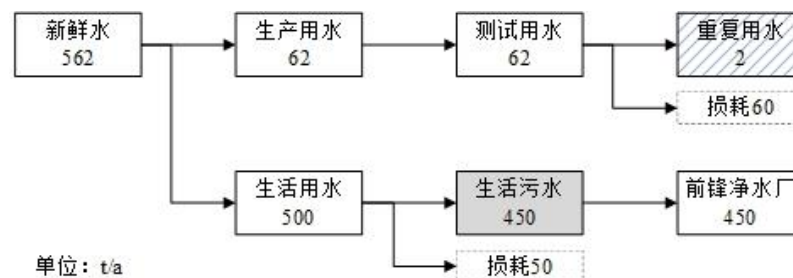 新鲜水
562
生产用水
62
测试用水
62
重复用水
2
损耗60
生活用水
500
生活污水
450
前锋净水厂
450
损耗50
单位：t/a